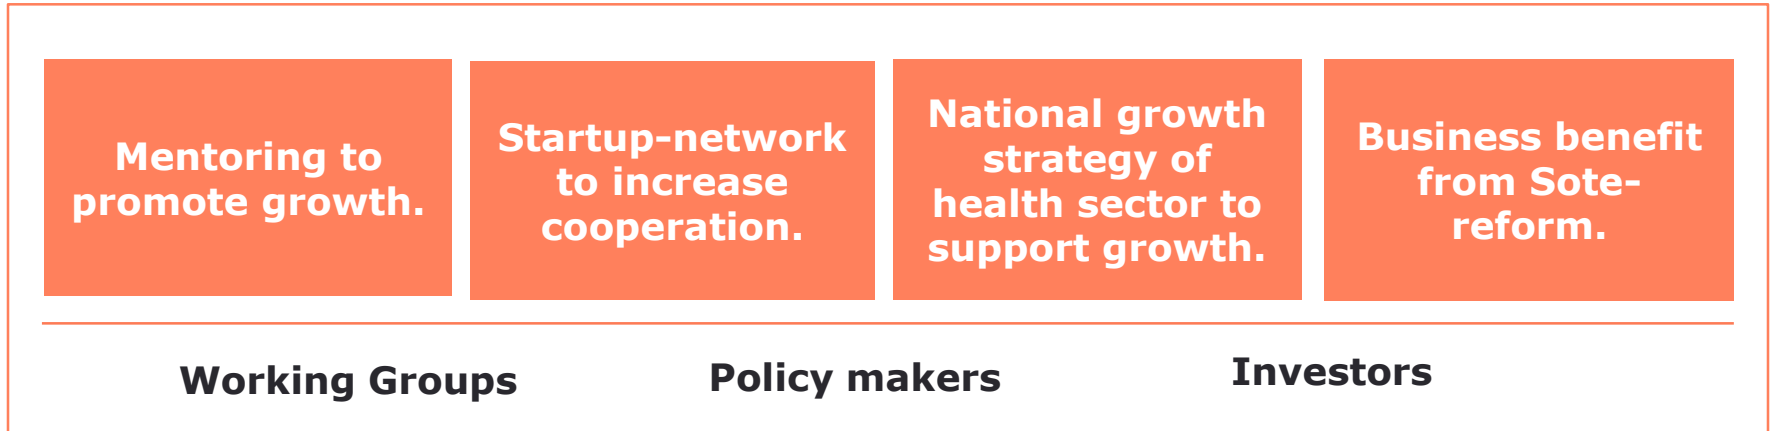 Mentoring to
promote growth.
Startup-network
to increase
cooperation.
National growth
strategy of
health sector to
support growth.
Business benefit
from Sote-
reform.
Working Groups
Policy makers
Investors